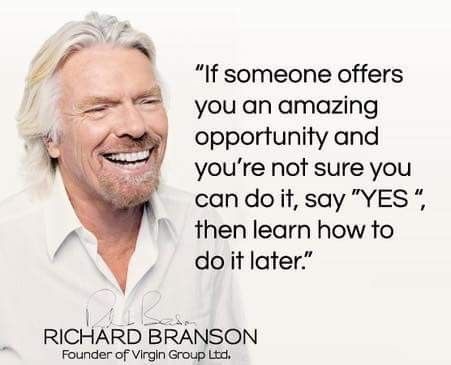 “If someone offers
you an amazing
opportunity and
you’re not sure you
can do it, say ”YES “,
then learn how to
do it later.”
RICHARD BRANSON
Founder of Virgin Group Ltd.